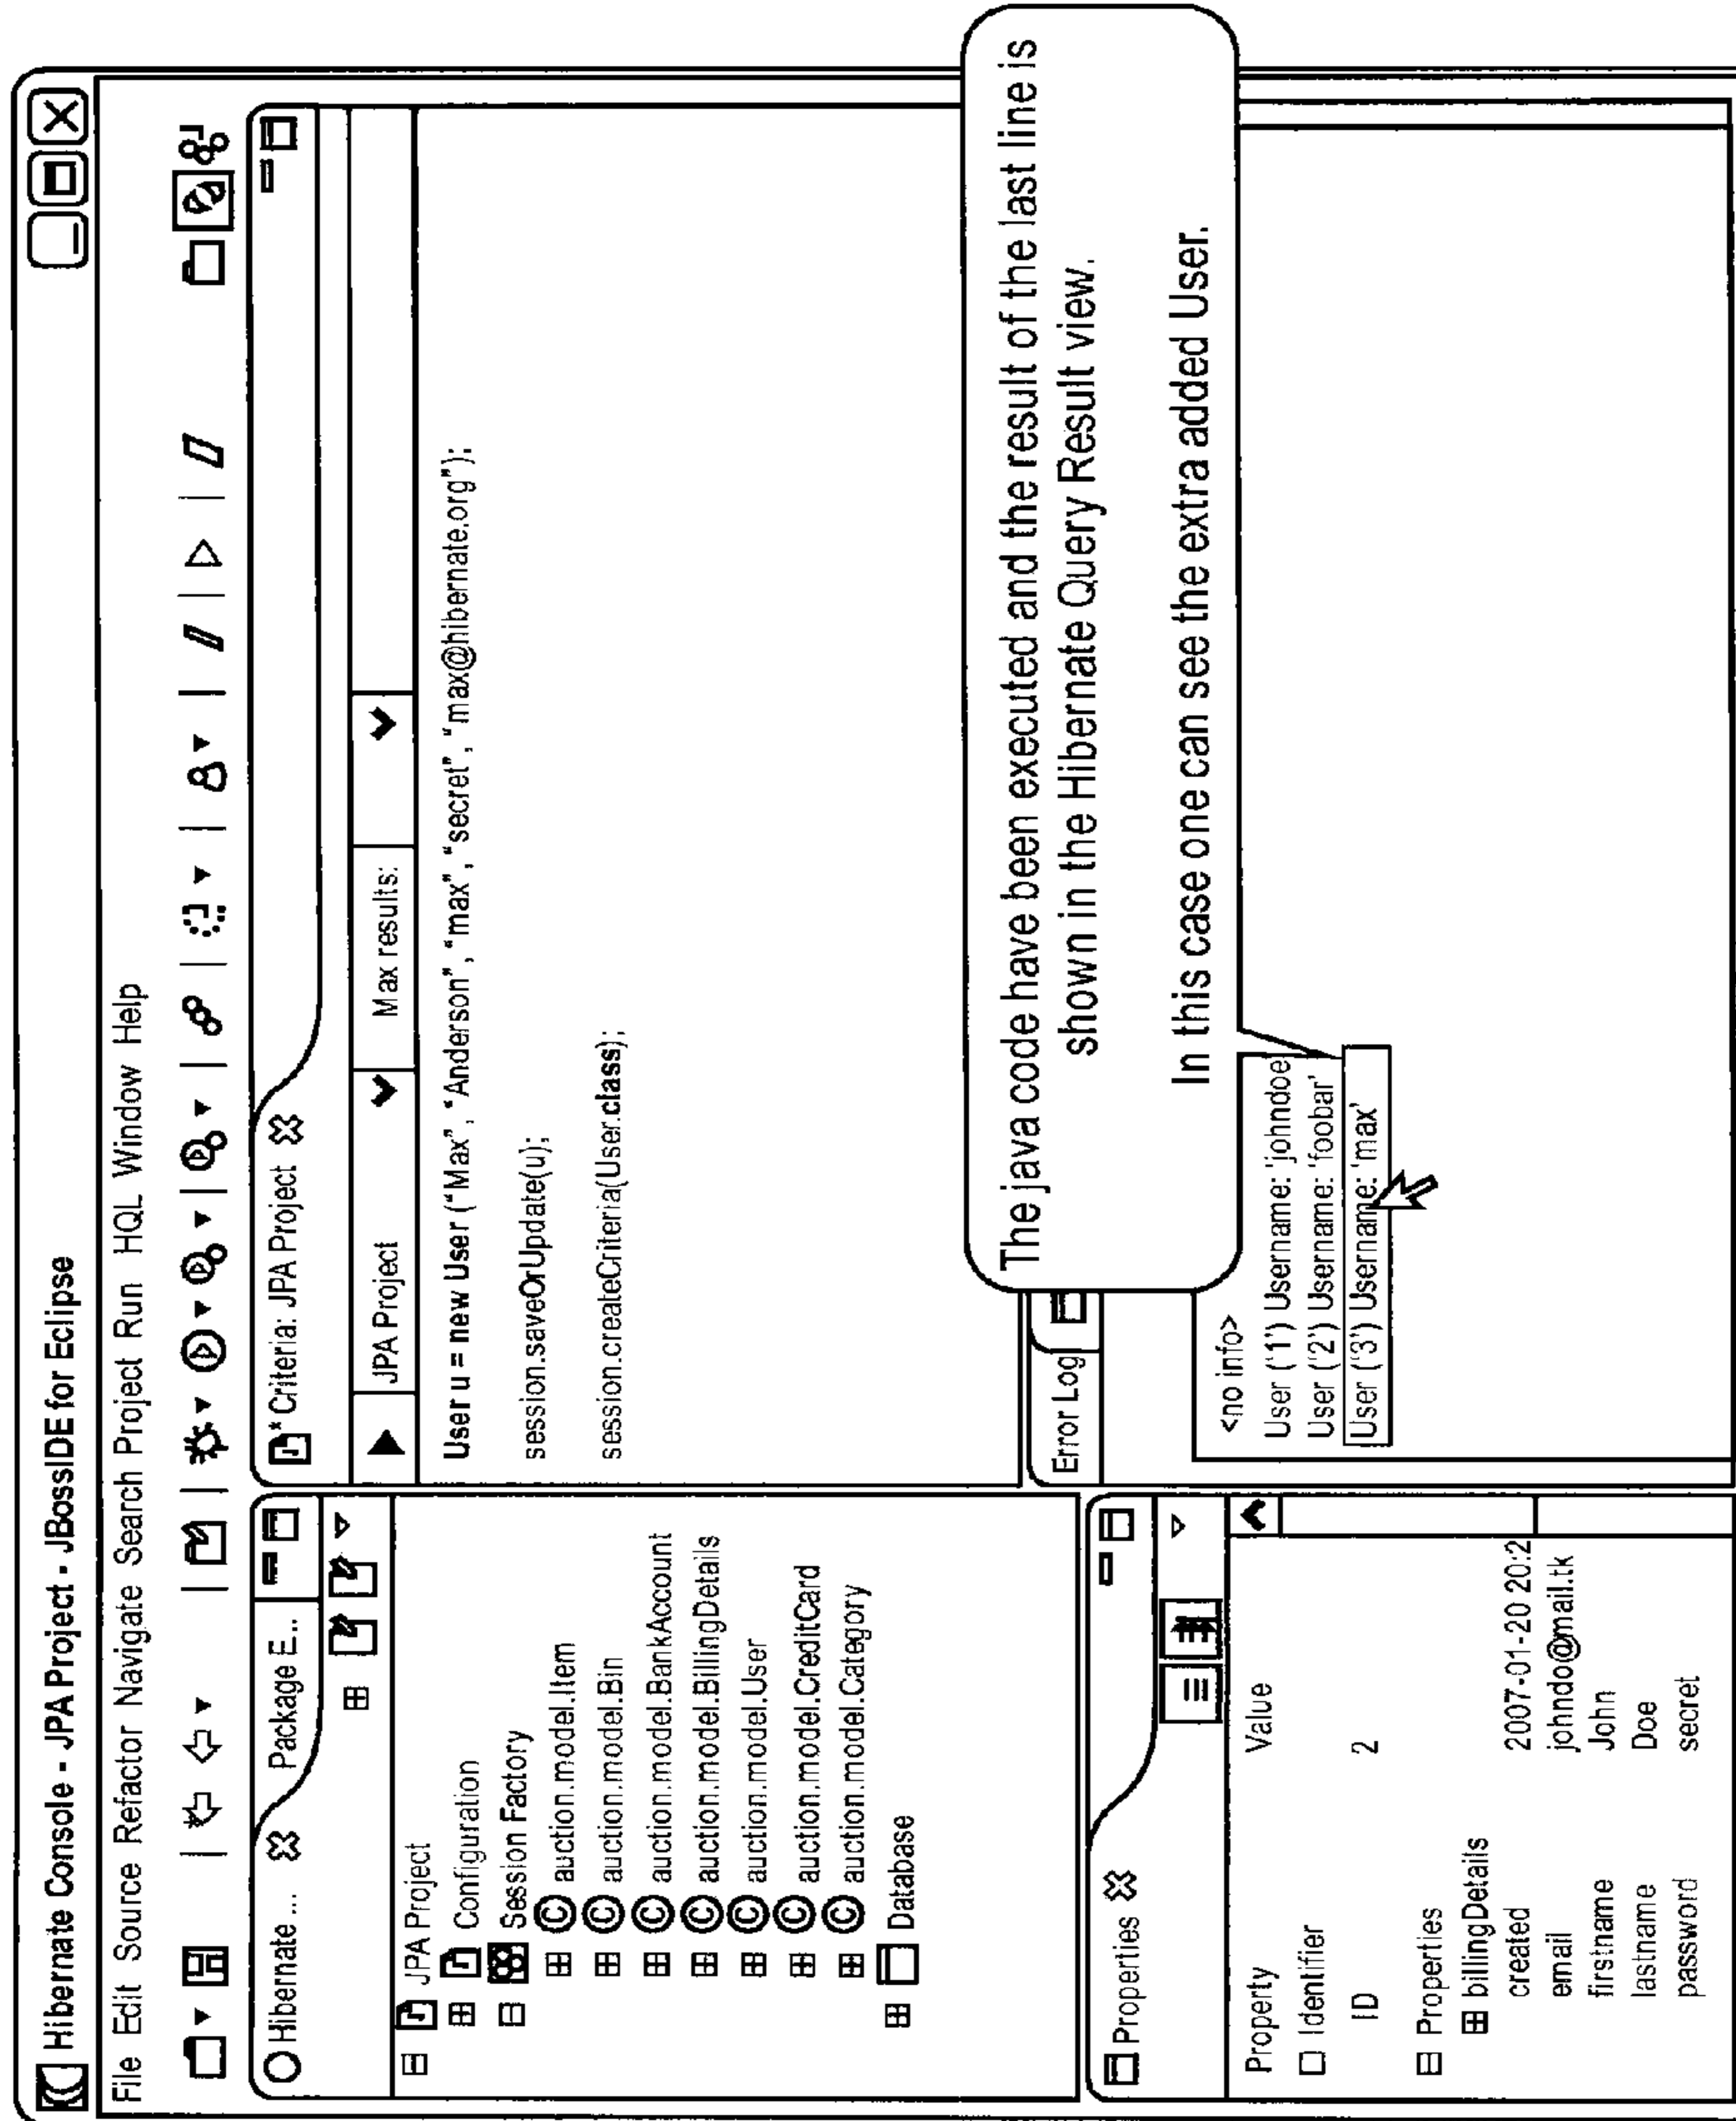 Hibernate Console - JPA Project - JBossIDE for Eclipse
File Edit Source Refactor Navigate Search Project Run HQL Window Help
Hibernate ...
Package E...
JPA Project
Configuration
Session Factory
auction.model.Item
auction.model.Bin
auction.model.BankAccount
auction.model.BillingDetails
auction.model.User
auction.model.CreditCard
auction.model.Category
Database
*Criteria: JPA Project
JPA Project
Max results:
User u = new User ("Max", "Anderson", "max", "secret", "max@hibernate.org");
session.saveOrUpdate(u);
session.createCriteria(User.class);
The java code have been executed and the result of the last line is
shown in the Hibernate Query Result view.
In this case one can see the extra added User.
Properties
Property Value
Identifier
ID 2
Properties
billingDetails
created 2007-01-20 20:2
email johndo@mail.tk
firstname John
lastname Doe
password secret
Error Log
<no info>
User ('1') Username: 'johndoe
User ('2') Username: 'foobar'
User ('3') Username: 'max'